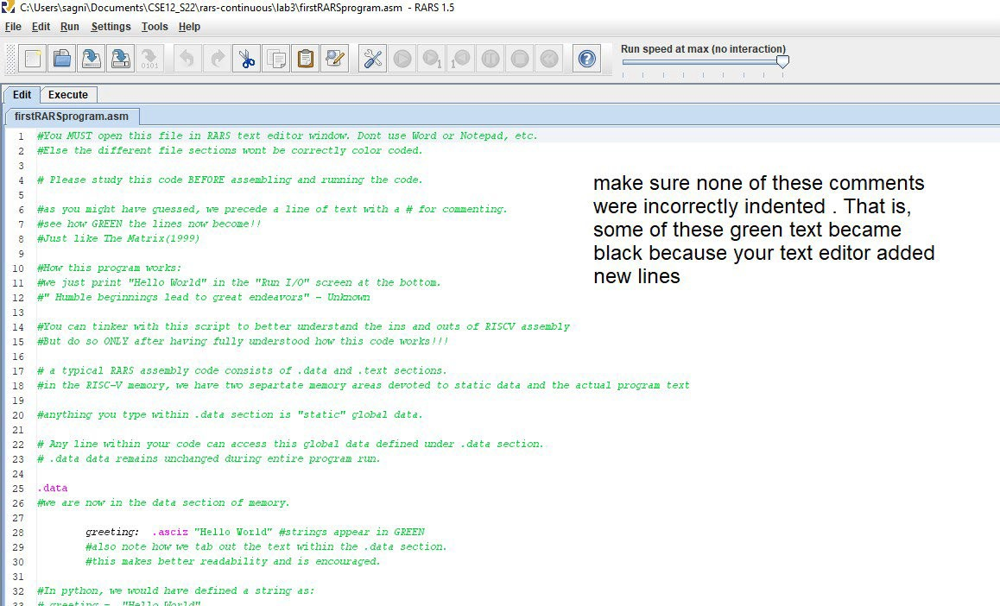 C:\Users\sagni\Documents\CSE12_S22\rars-continuous\lab3\firstRARSprogram.asm - RARS 1.5
File Edit Run Settings Tools Help
Run speed at max (no interaction)
Edit Execute
firstRARSprogram.asm
1 #You MUST open this file in RARS text editor window. Dont use Word or Notepad, etc.
2 #Else the different file sections wont be correctly color coded.
3
4 # Please study this code BEFORE assembling and running the code.
5
6 #as you might have guessed, we precede a line of text with a # for commenting.
7 #see how GREEN the lines now become!!
8 #Just like The Matrix(1999)
9
10 #How this program works:
11 #we just print "Hello World" in the "Run I/O" screen at the bottom.
12 #" Humble beginnings lead to great endeavors" - Unknown
13
14 #You can tinker with this script to better understand the ins and outs of RISCV assembly
15 #But do so ONLY after having fully understood how this code works!!!
16
17 # a typical RARS assembly code consists of .data and .text sections.
18 #in the RISC-V memory, we have two separtate memory areas devoted to static data and the actual program text
19
20 #anything you type within .data section is "static" global data.
21
22 # Any line within your code can access this global data defined under .data section.
23 # .data data remains unchanged during entire program run.
24
25 .data
26 #we are now in the data section of memory.
27
28 greeting: .asciz "Hello World" #strings appear in GREEN
29 #also note how we tab out the text within the .data section.
30 #this makes better readability and is encouraged.
31
32 #In python, we would have defined a string as:
33 # greeting = "Hello World"
make sure none of these comments
were incorrectly indented . That is,
some of these green text became
black because your text editor added
new lines